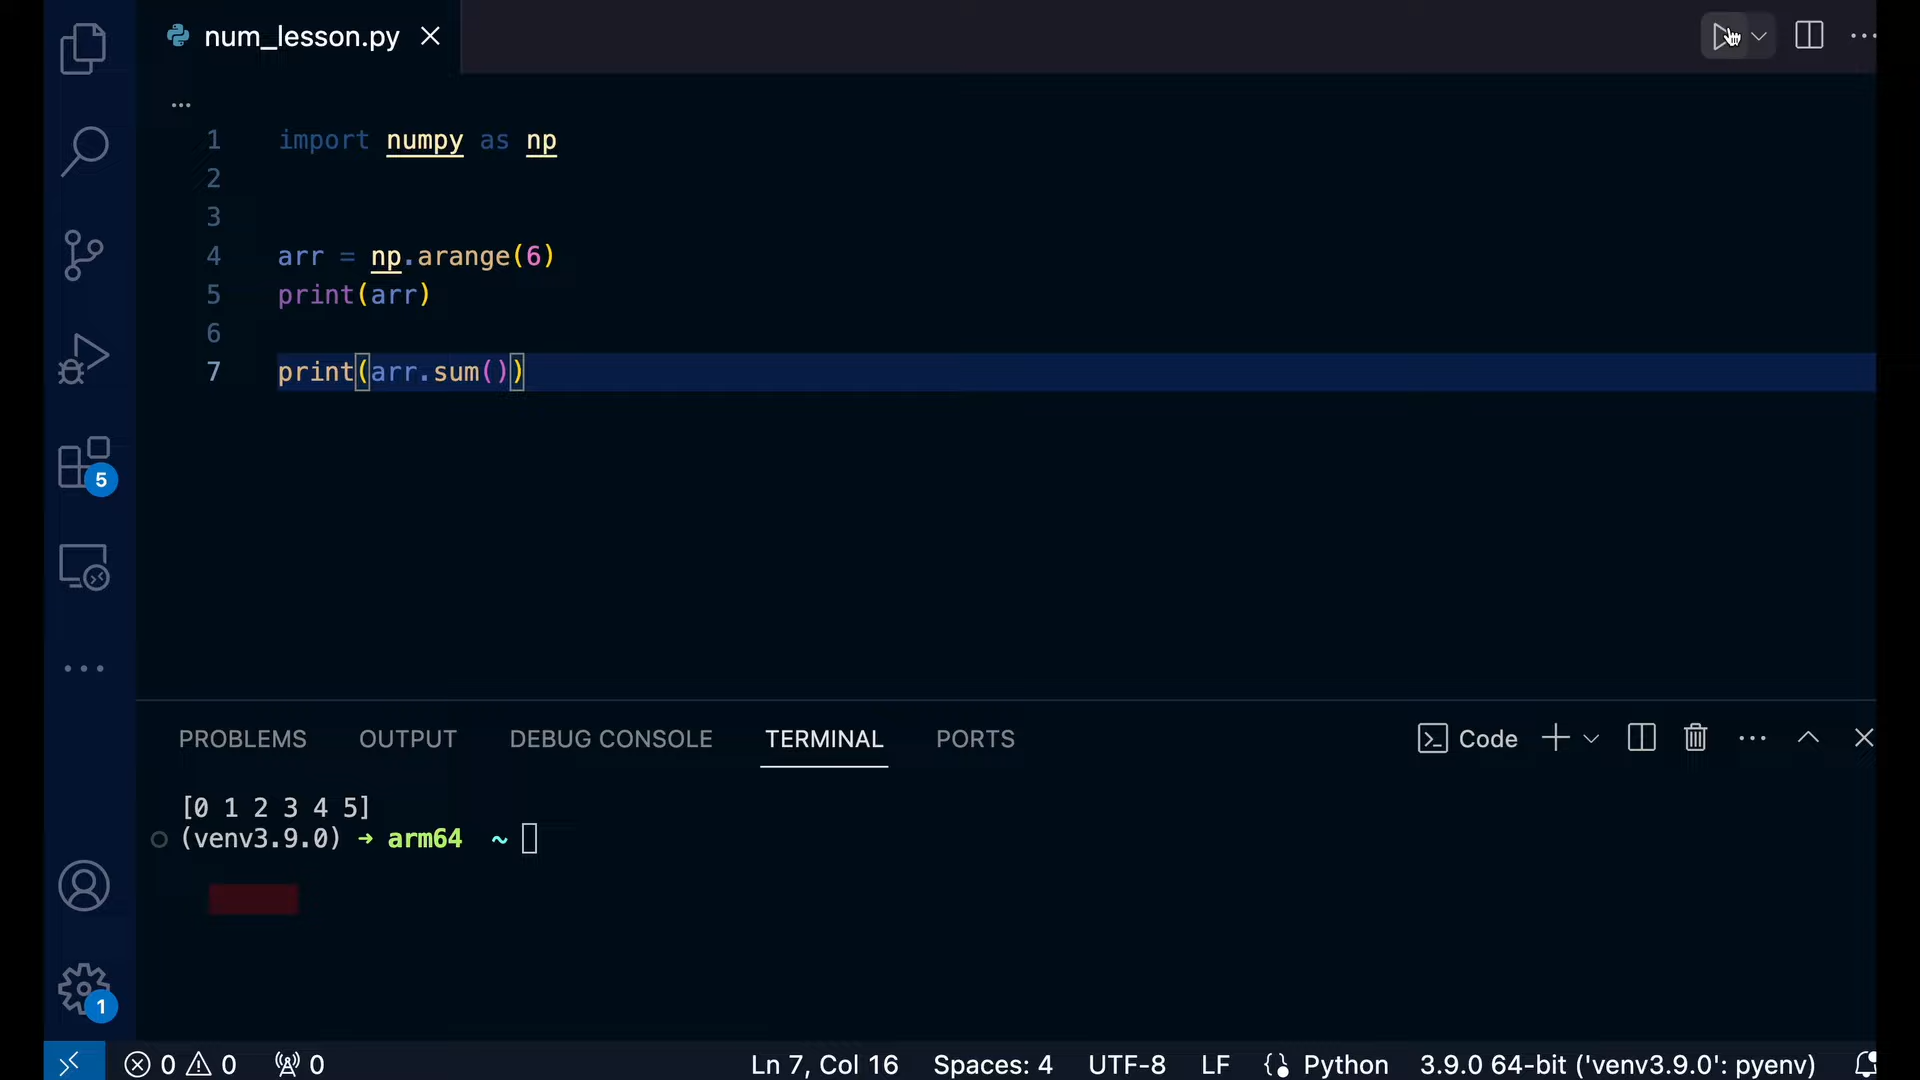 num_lesson.py
...
1 import numpy as np
2
3
4 arr = np.arange(6)
5 print(arr)
6
7 print(arr.sum())
5
PROBLEMS OUTPUT DEBUG CONSOLE TERMINAL PORTS Code
[0 1 2 3 4 5]
(venv3.9.0) → arm64 ~
1
0 0 0 Ln 7, Col 16 Spaces: 4 UTF-8 LF Python 3.9.0 64-bit ('venv3.9.0': pyenv)